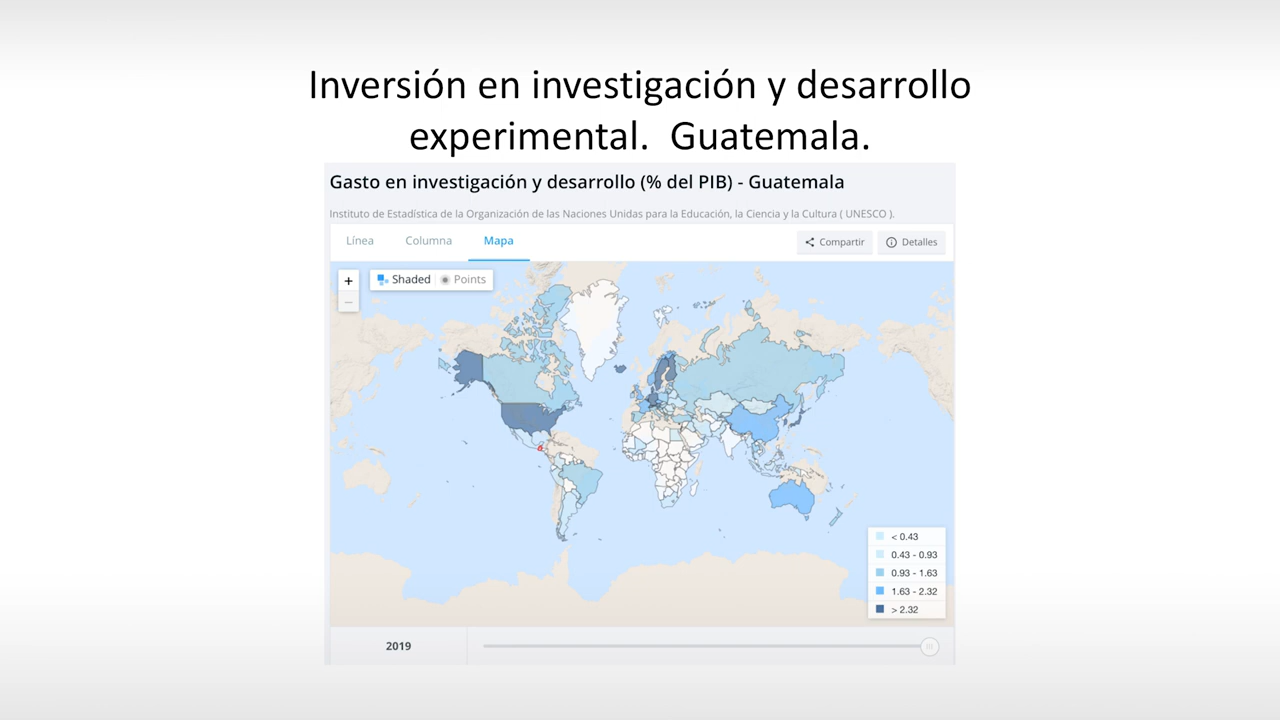 Inversión en investigación y desarrollo
experimental.  Guatemala.
Gasto en investigación y desarrollo (% del PIB) - Guatemala
Instituto de Estadística de la Organización de las Naciones Unidas para la Educación, la Ciencia y la Cultura ( UNESCO ).
Línea Columna Mapa Compartir Detalles
+ Shaded Points
−
< 0.43
0.43 - 0.93
0.93 - 1.63
1.63 - 2.32
> 2.32
2019